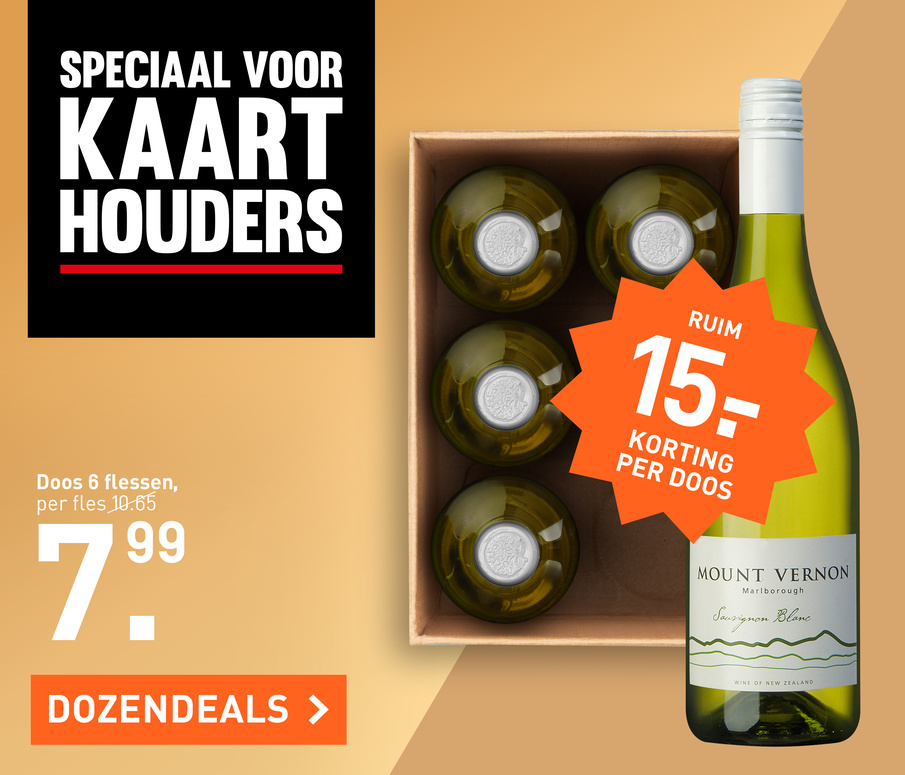 SPECIAAL VOOR
KAART
HOUDERS
RUIM
15,-
KORTING
PER DOOS
Doos 6 flessen,
per fles 10.65
7.99
DOZENDEALS >
MOUNT VERNON
Marlborough
Sauvignon Blanc
WINE OF NEW ZEALAND